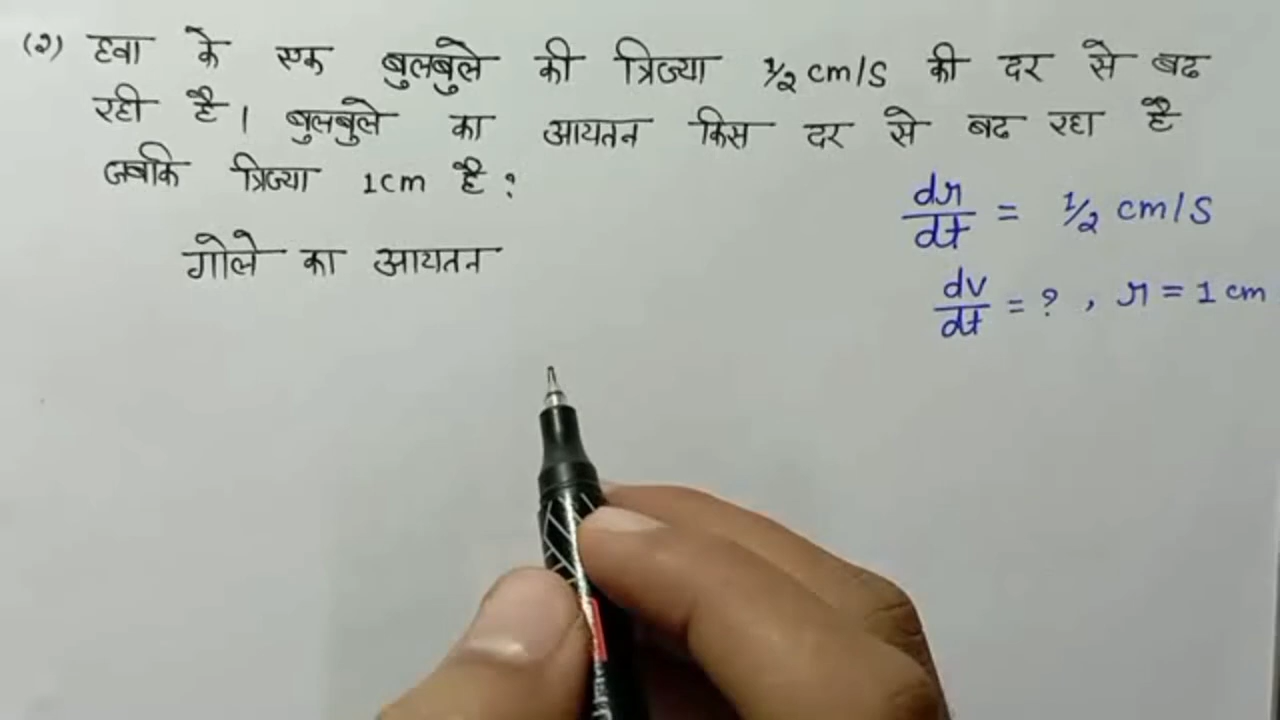 (2) हवा के एक बुलबुले की त्रिज्या 1/2 cm/s की दर से बढ
रही है। बुलबुले का आयतन किस दर से बढ रहा है
जबकि त्रिज्या 1cm है ?
dr/dt = 1/2 cm/s
गोले का आयतन
dv/dt = ? , r = 1 cm